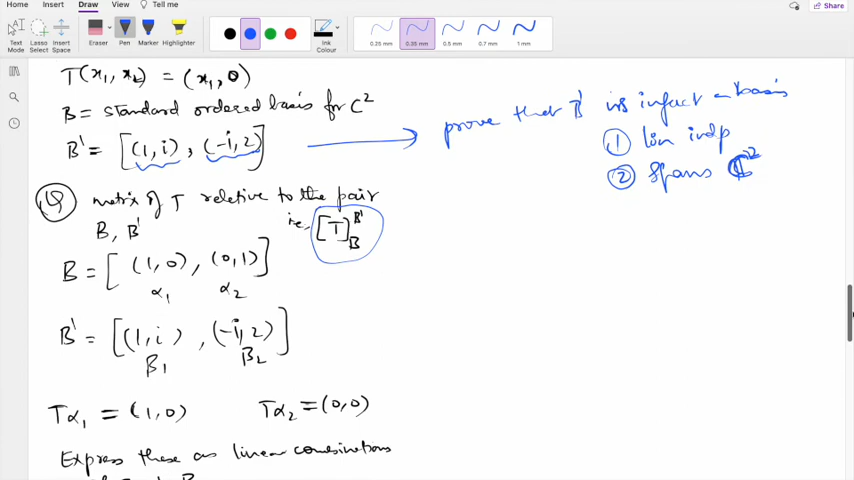 Home Insert Draw View Tell me
Share
Text Mode
Lasso Select
Insert Space
Eraser
Pen
Marker
Highlighter
Ink Colour
0.25 mm
0.35 mm
0.5 mm
0.7 mm
1 mm
T(x₁, x₂) = (x₁, 0)
B = standard ordered basis for C²
B' = [(1, i), (-i, 2)]
prove that B' is infact a basis
① lin indp
② spans ℂ²
Q matrix of T relative to the pair
B, B'
i.e., [T]_B^B'
B = [(1,0), (0,1)]
α₁ α₂
B' = [(1,i), (-i,2)]
B₁ B₂
Tα₁ = (1,0) Tα₂ = (0,0)
Express these as linear combinations